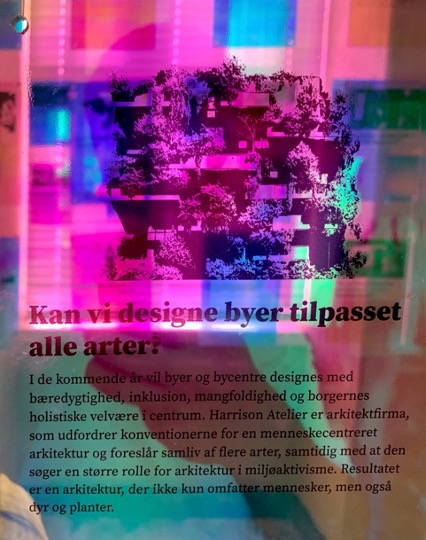 Kan vi designe byer tilpasset
alle arter?
I de kommende år vil byer og bycentre designes med
bæredygtighed, inklusion, mangfoldighed og borgernes
holistiske velvære i centrum. Harrison Atelier er arkitektfirma,
som udfordrer konventionerne for en menneskecentreret
arkitektur og foreslår samliv af flere arter, samtidig med at den
søger en større rolle for arkitektur i miljøaktivisme. Resultatet
er en arkitektur, der ikke kun omfatter mennesker, men også
dyr og planter.